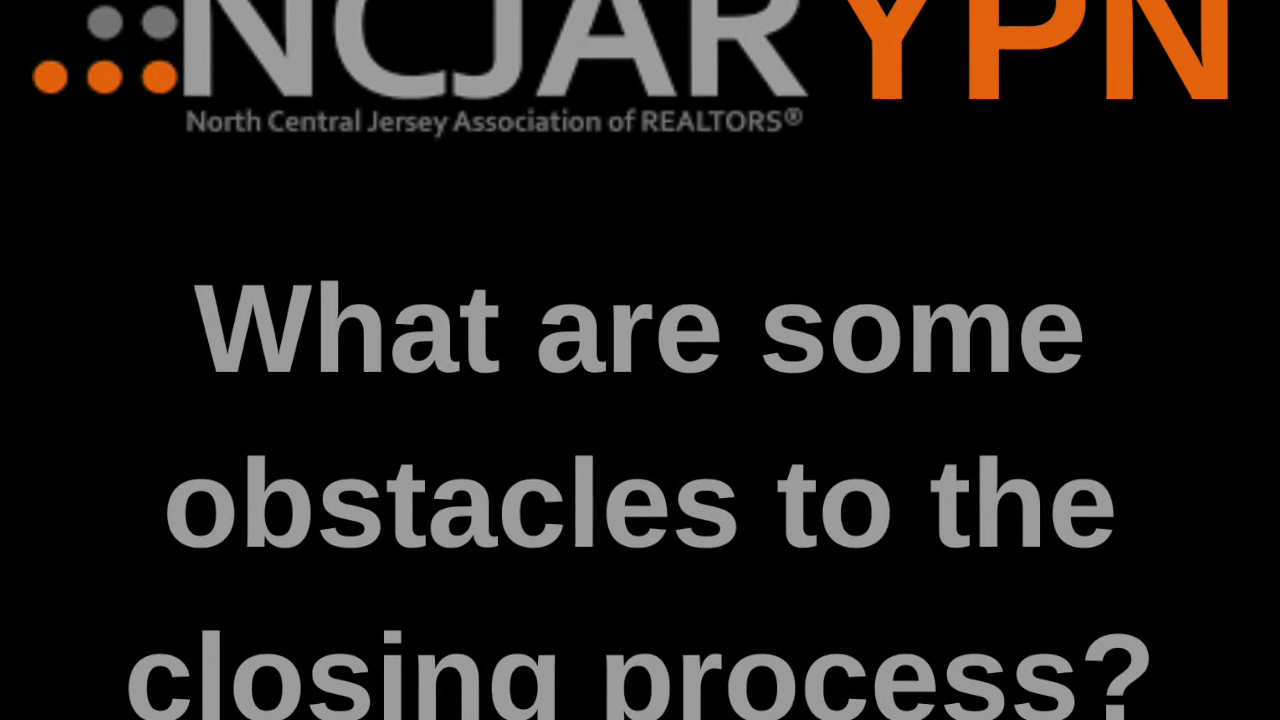 NCJAR YPN
North Central Jersey Association of REALTORS®
What are some
obstacles to the
closing process?